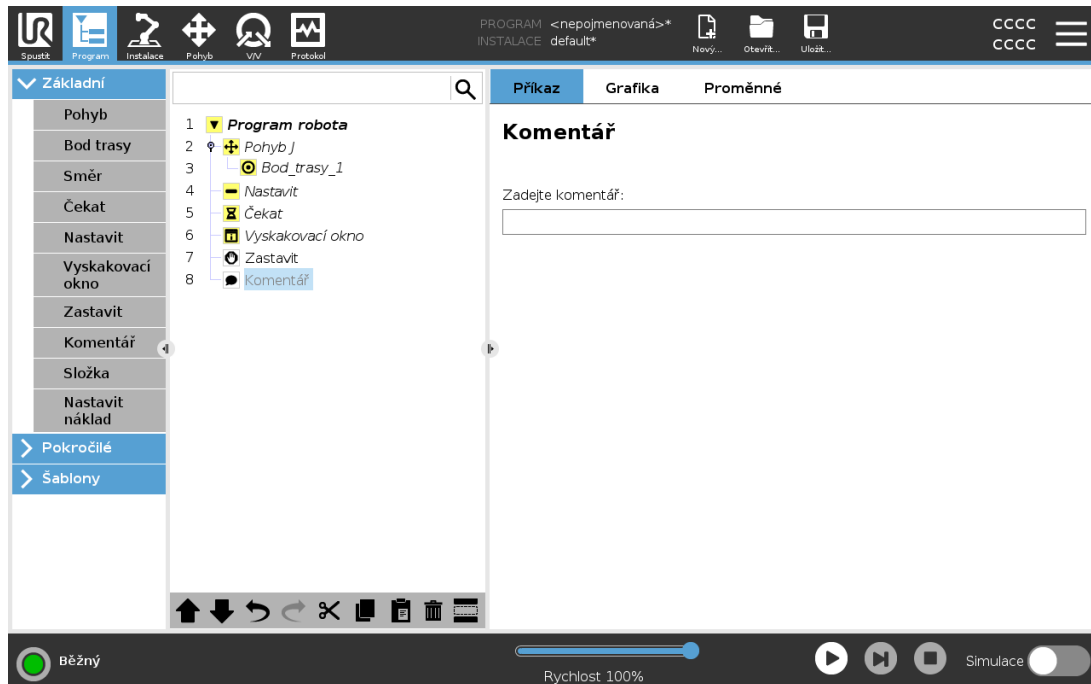 UR
Spustit
Program
Instalace
Pohyb
V/V
Protokol
PROGRAM <nepojmenovaná>*
INSTALACE default*
Nový...
Otevřít...
Uložit...
CCCC
CCCC
Základní
Pohyb
Bod trasy
Směr
Čekat
Nastavit
Vyskakovací
okno
Zastavit
Komentář
Složka
Nastavit
náklad
Pokročilé
Šablony
1 Program robota
2 Pohyb J
3 Bod_trasy_1
4 Nastavit
5 Čekat
6 Vyskakovací okno
7 Zastavit
8 Komentář
Příkaz Grafika Proměnné
Komentář
Zadejte komentář:
Běžný
Rychlost 100%
Simulace